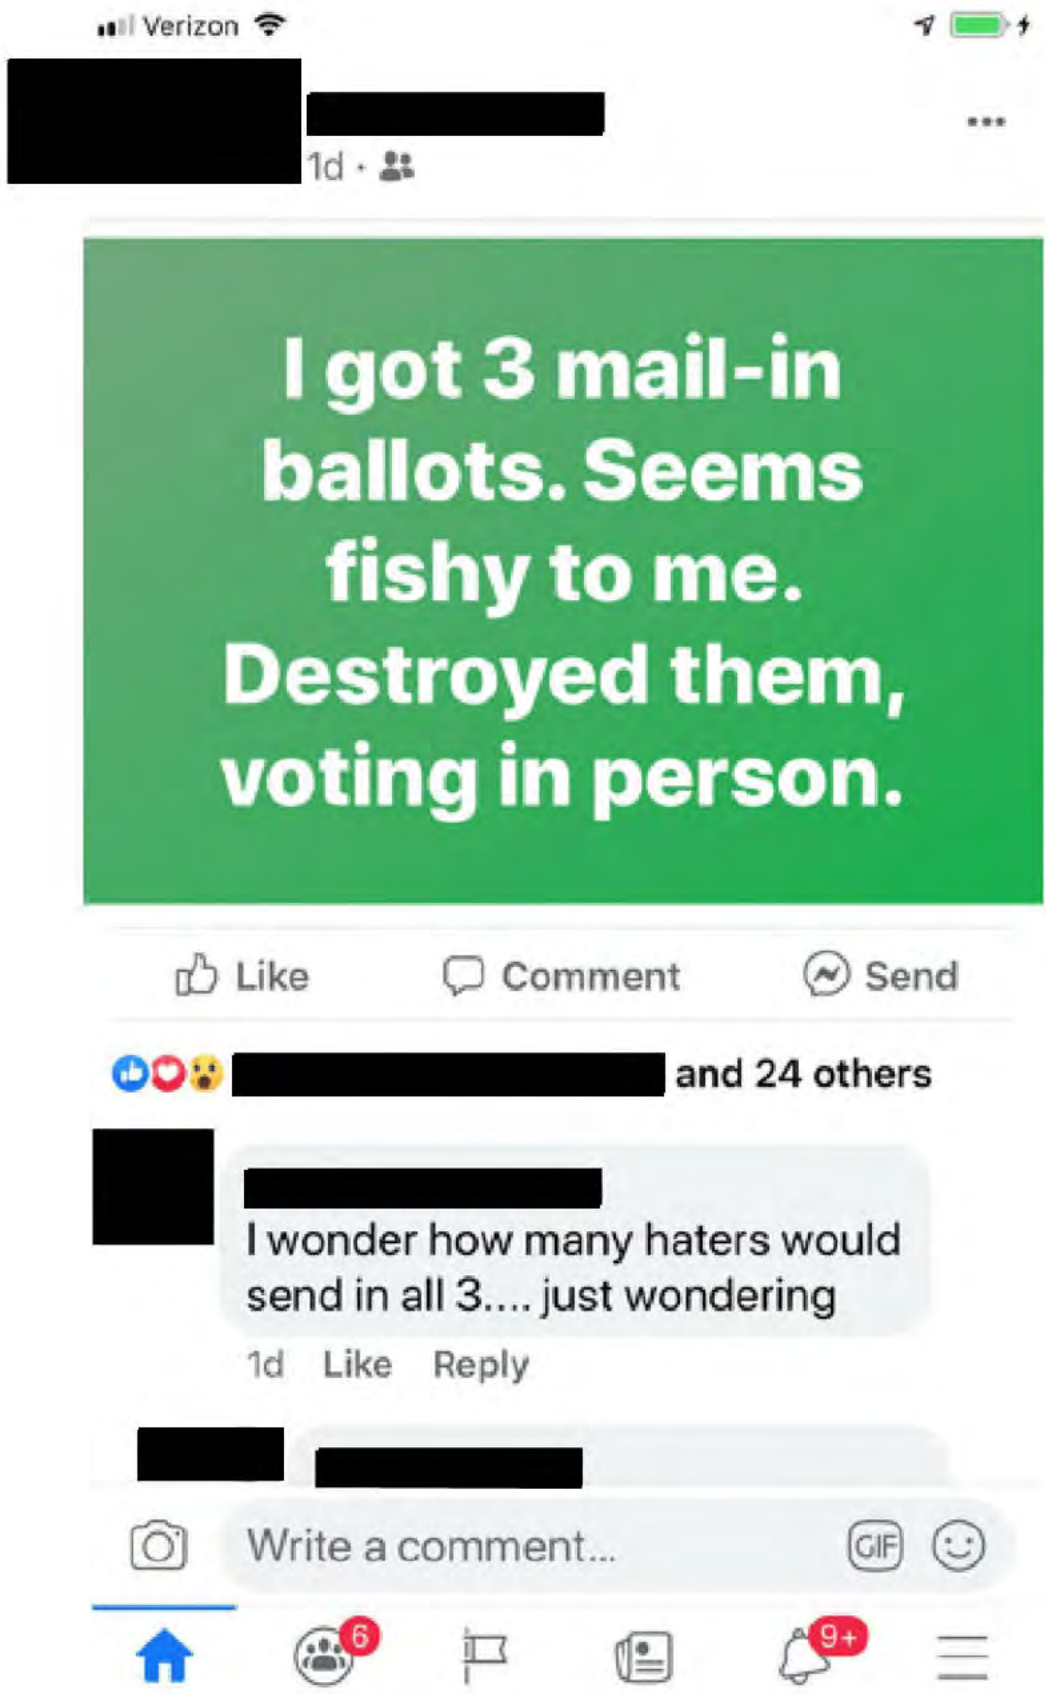 Verizon
1d ·
I got 3 mail-in
ballots. Seems
fishy to me.
Destroyed them,
voting in person.
Like Comment Send
and 24 others
I wonder how many haters would
send in all 3.... just wondering
1d Like Reply
Write a comment... GIF
6 9+